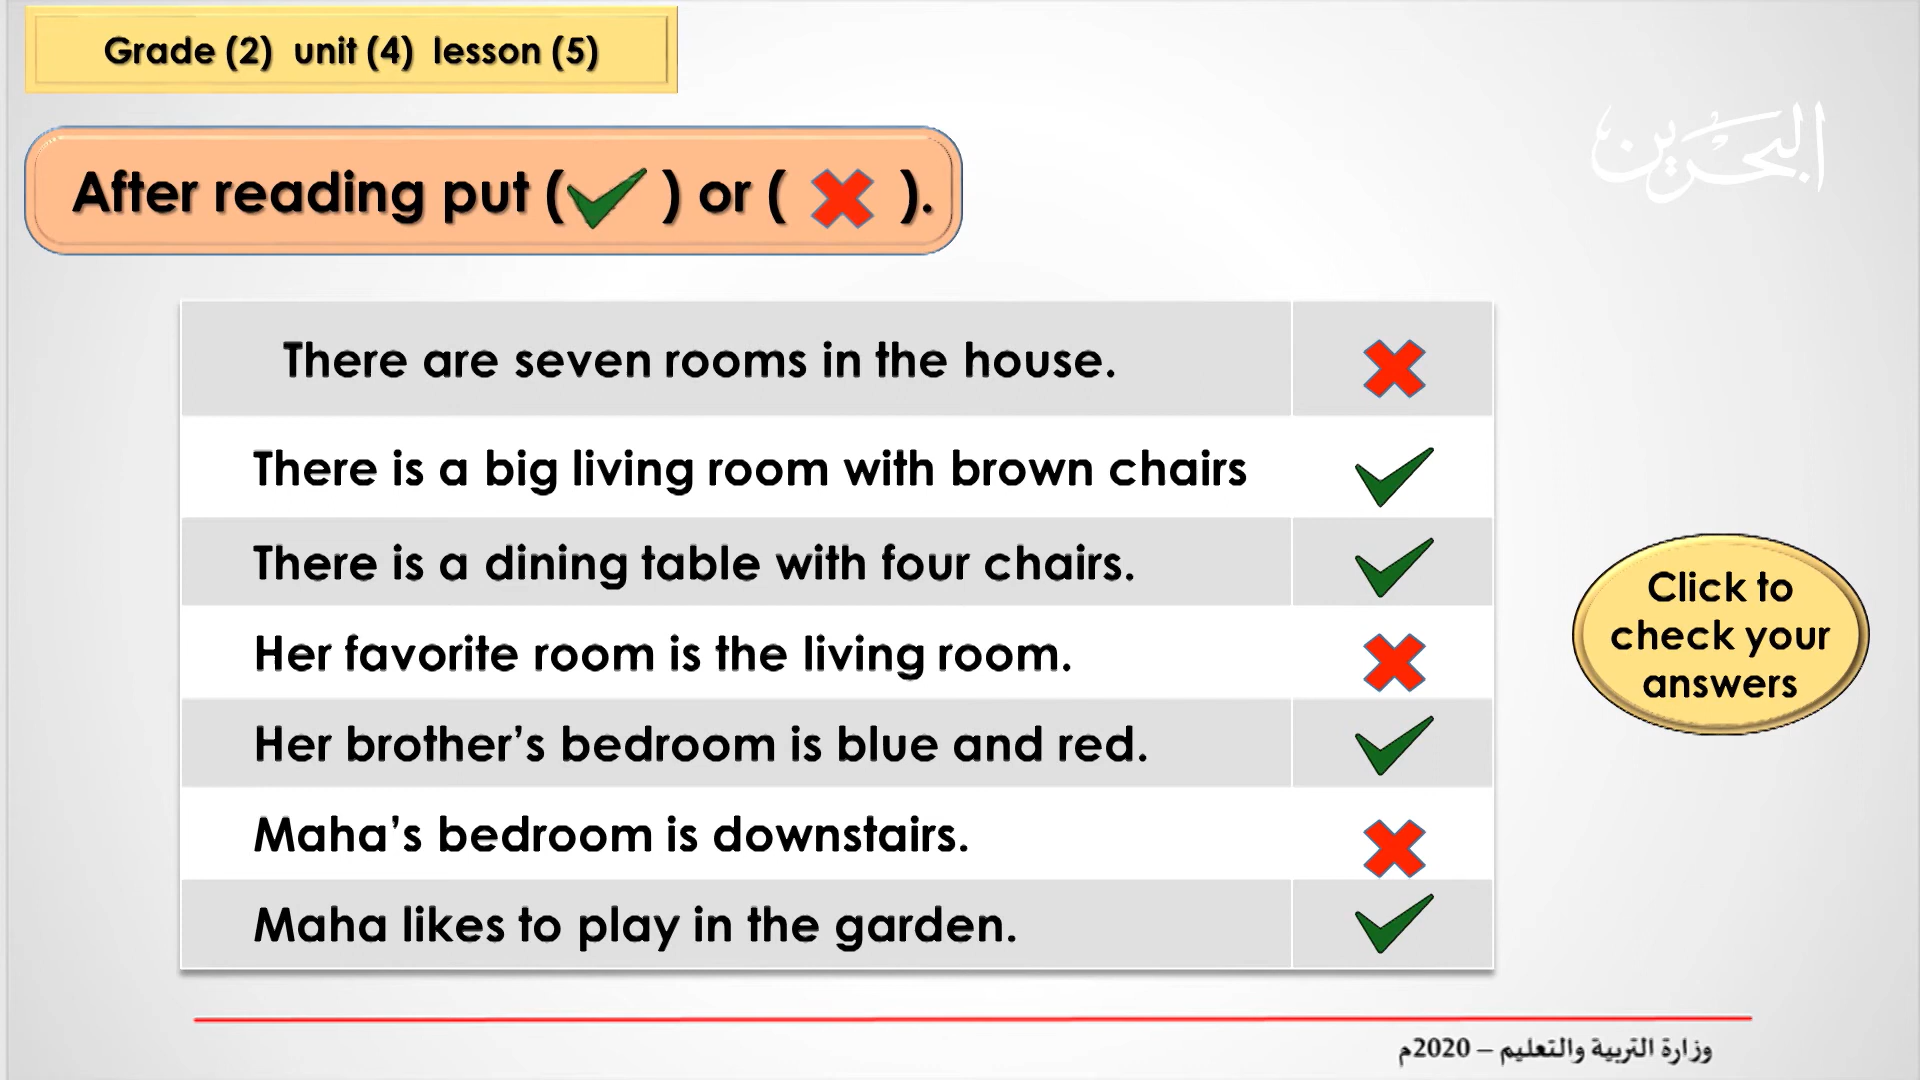 Grade (2) unit (4) lesson (5)
البحرين
After reading put (✔) or (✖).
There are seven rooms in the house. ✖
There is a big living room with brown chairs ✔
There is a dining table with four chairs. ✔
Her favorite room is the living room. ✖
Her brother’s bedroom is blue and red. ✔
Maha’s bedroom is downstairs. ✖
Maha likes to play in the garden. ✔
Click to
check your
answers
وزارة التربية والتعليم – 2020م